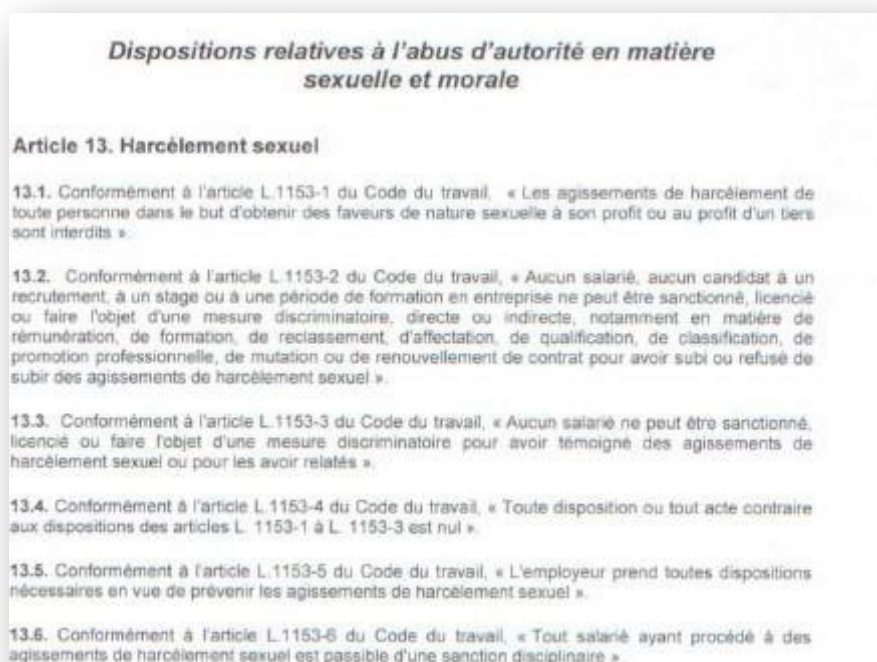 Dispositions relatives à l'abus d'autorité en matière
sexuelle et morale
Article 13. Harcèlement sexuel
13.1. Conformément à l'article L.1153-1 du Code du travail, « Les agissements de harcèlement de
toute personne dans le but d'obtenir des faveurs de nature sexuelle à son profit ou au profit d'un tiers
sont interdits ».
13.2. Conformément à l'article L.1153-2 du Code du travail, « Aucun salarié, aucun candidat à un
recrutement, à un stage ou à une période de formation en entreprise ne peut être sanctionné, licencié
ou faire l'objet d'une mesure discriminatoire, directe ou indirecte, notamment en matière de
rémunération, de formation, de reclassement, d'affectation, de qualification, de classification, de
promotion professionnelle, de mutation ou de renouvellement de contrat pour avoir subi ou refusé de
subir des agissements de harcèlement sexuel ».
13.3. Conformément à l'article L.1153-3 du Code du travail, « Aucun salarié ne peut être sanctionné,
licencié ou faire l'objet d'une mesure discriminatoire pour avoir témoigné des agissements de
harcèlement sexuel ou pour les avoir relatés ».
13.4. Conformément à l'article L.1153-4 du Code du travail, « Toute disposition ou tout acte contraire
aux dispositions des articles L. 1153-1 à L. 1153-3 est nul ».
13.5. Conformément à l'article L.1153-5 du Code du travail, « L'employeur prend toutes dispositions
nécessaires en vue de prévenir les agissements de harcèlement sexuel ».
13.6. Conformément à l'article L.1153-6 du Code du travail, « Tout salarié ayant procédé à des
agissements de harcèlement sexuel est passible d'une sanction disciplinaire »